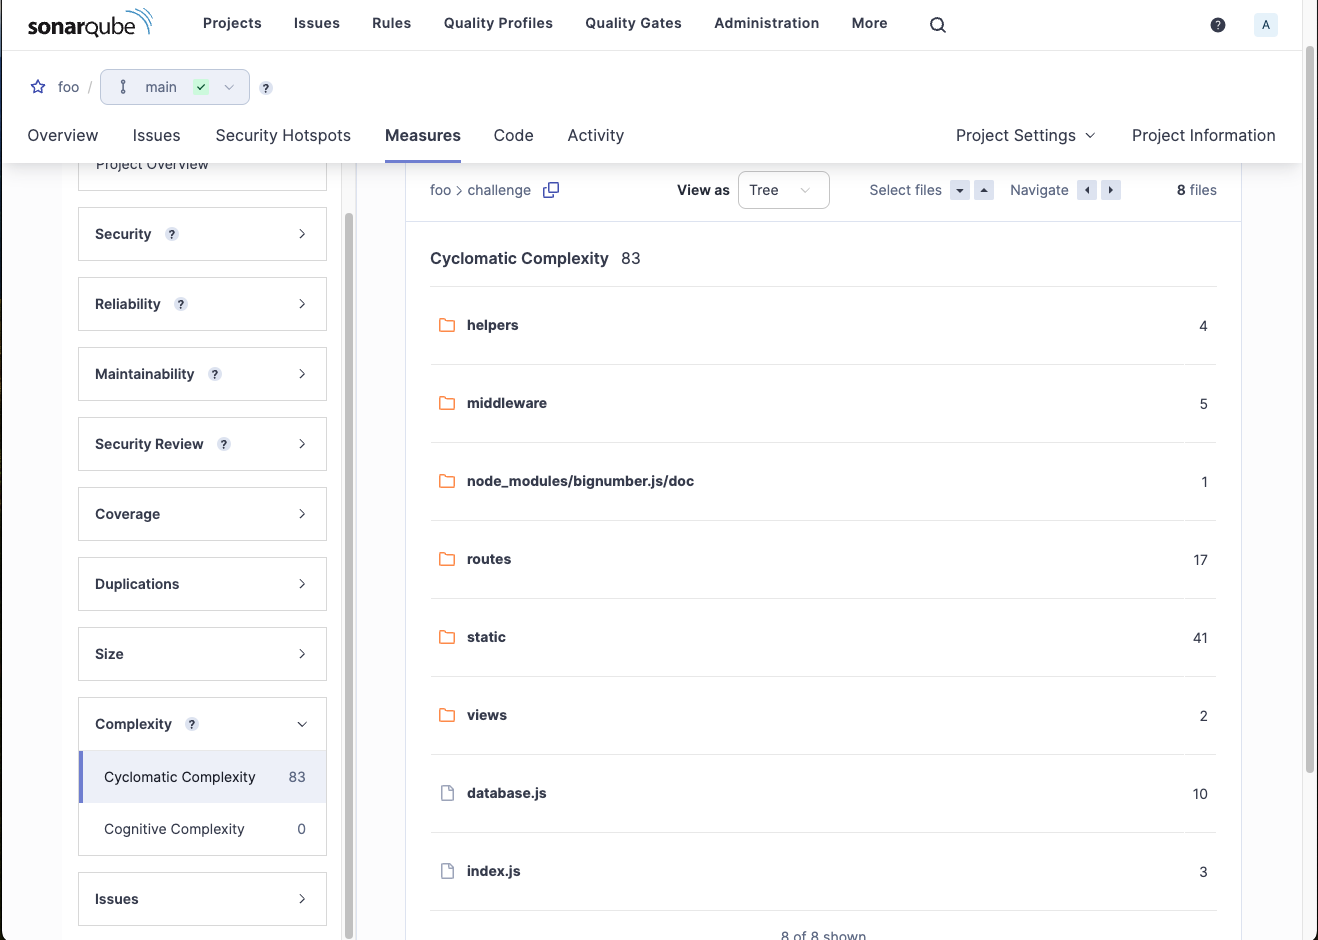 sonarqube Projects Issues Rules Quality Profiles Quality Gates Administration More ? A
foo / main ?
Overview Issues Security Hotspots Measures Code Activity Project Settings Project Information
Project Overview
Security ?
Reliability ?
Maintainability ?
Security Review ?
Coverage
Duplications
Size
Complexity ?
Cyclomatic Complexity 83
Cognitive Complexity 0
Issues
foo > challenge View as Tree Select files Navigate 8 files
Cyclomatic Complexity 83
helpers 4
middleware 5
node_modules/bignumber.js/doc 1
routes 17
static 41
views 2
database.js 10
index.js 3
8 of 8 shown